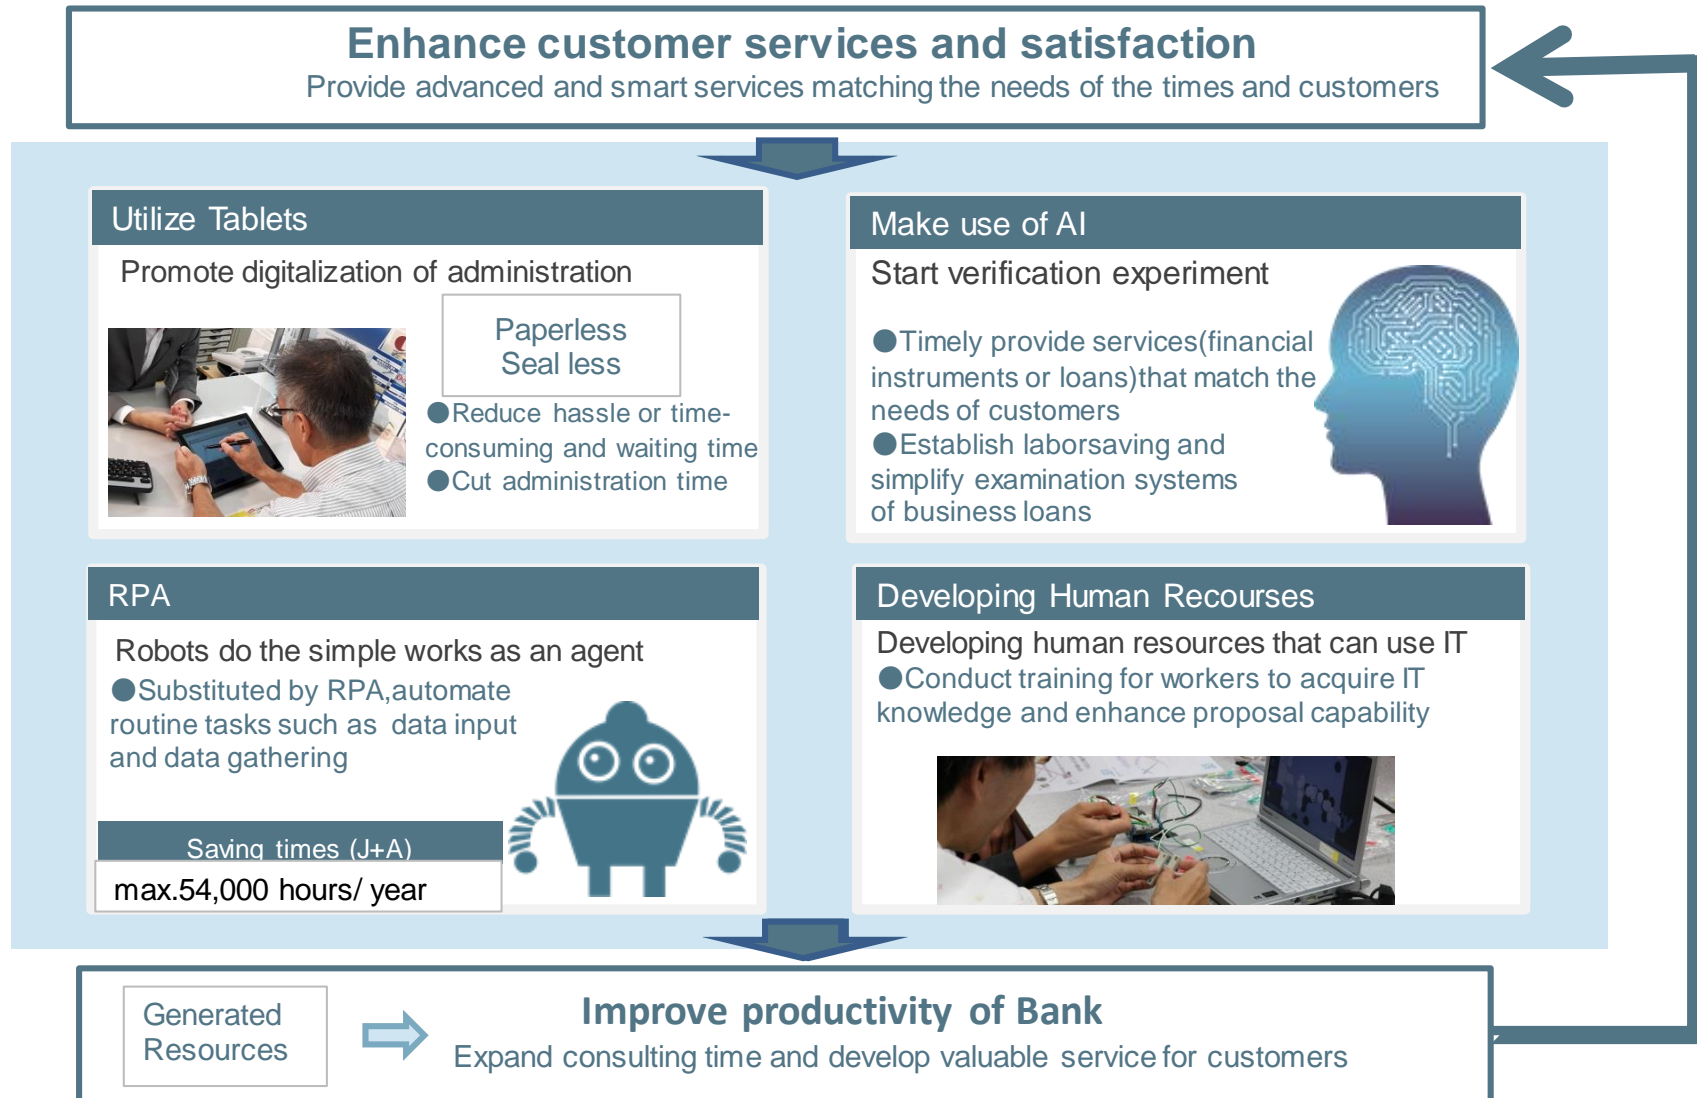 Enhance customer services and satisfaction
Provide advanced and smart services matching the needs of the times and customers
Utilize Tablets
Promote digitalization of administration
Paperless
Seal less
●Reduce hassle or time-
consuming and waiting time
●Cut administration time
Make use of AI
Start verification experiment
●Timely provide services(financial
instruments or loans)that match the
needs of customers
●Establish laborsaving and
simplify examination systems
of business loans
RPA
Robots do the simple works as an agent
●Substituted by RPA,automate
routine tasks such as data input
and data gathering
Saving times (J+A)
max.54,000 hours/ year
Developing Human Recourses
Developing human resources that can use IT
●Conduct training for workers to acquire IT
knowledge and enhance proposal capability
Generated
Resources
Improve productivity of Bank
Expand consulting time and develop valuable service for customers